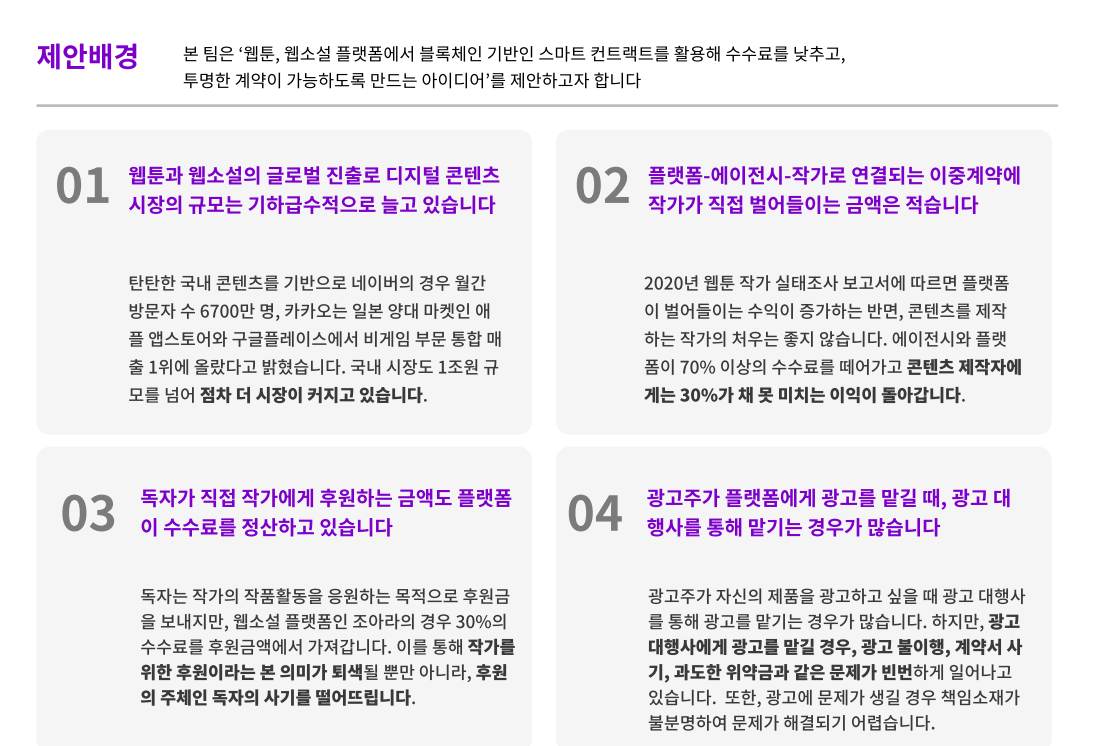 제안배경
본 팀은 ‘웹툰, 웹소설 플랫폼에서 블록체인 기반인 스마트 컨트랙트를 활용해 수수료를 낮추고,
투명한 계약이 가능하도록 만드는 아이디어’를 제안하고자 합니다
01
웹툰과 웹소설의 글로벌 진출로 디지털 콘텐츠
시장의 규모는 기하급수적으로 늘고 있습니다
탄탄한 국내 콘텐츠를 기반으로 네이버의 경우 월간
방문자 수 6700만 명, 카카오는 일본 양대 마켓인 애
플 앱스토어와 구글플레이스에서 비게임 부문 통합 매
출 1위에 올랐다고 밝혔습니다. 국내 시장도 1조원 규
모를 넘어 점차 더 시장이 커지고 있습니다.
02
플랫폼-에이전시-작가로 연결되는 이중계약에
작가가 직접 벌어들이는 금액은 적습니다
2020년 웹툰 작가 실태조사 보고서에 따르면 플랫폼
이 벌어들이는 수익이 증가하는 반면, 콘텐츠를 제작
하는 작가의 처우는 좋지 않습니다. 에이전시와 플랫
폼이 70% 이상의 수수료를 떼어가고 콘텐츠 제작자에
게는 30%가 채 못 미치는 이익이 돌아갑니다.
03
독자가 직접 작가에게 후원하는 금액도 플랫폼
이 수수료를 정산하고 있습니다
독자는 작가의 작품활동을 응원하는 목적으로 후원금
을 보내지만, 웹소설 플랫폼인 조아라의 경우 30%의
수수료를 후원금액에서 가져갑니다. 이를 통해 작가를
위한 후원이라는 본 의미가 퇴색될 뿐만 아니라, 후원
의 주체인 독자의 사기를 떨어뜨립니다.
04
광고주가 플랫폼에게 광고를 맡길 때, 광고 대
행사를 통해 맡기는 경우가 많습니다
광고주가 자신의 제품을 광고하고 싶을 때 광고 대행사
를 통해 광고를 맡기는 경우가 많습니다. 하지만, 광고
대행사에게 광고를 맡길 경우, 광고 불이행, 계약서 사
기, 과도한 위약금과 같은 문제가 빈번하게 일어나고
있습니다.  또한, 광고에 문제가 생길 경우 책임소재가
불분명하여 문제가 해결되기 어렵습니다.